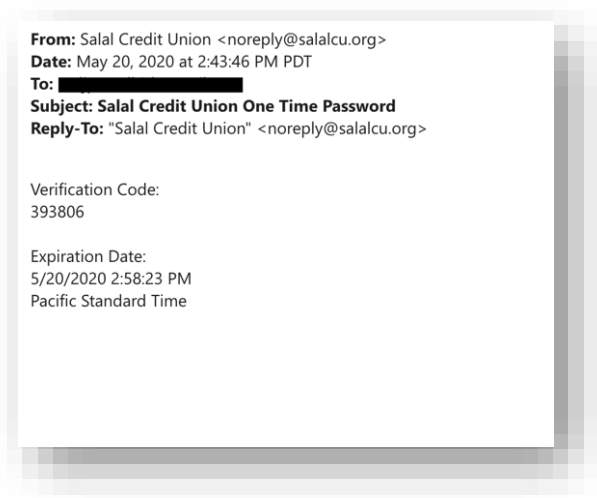 From: Salal Credit Union <noreply@salalcu.org>
Date: May 20, 2020 at 2:43:46 PM PDT
To:
Subject: Salal Credit Union One Time Password
Reply-To: "Salal Credit Union" <noreply@salalcu.org>
Verification Code:
393806
Expiration Date:
5/20/2020 2:58:23 PM
Pacific Standard Time